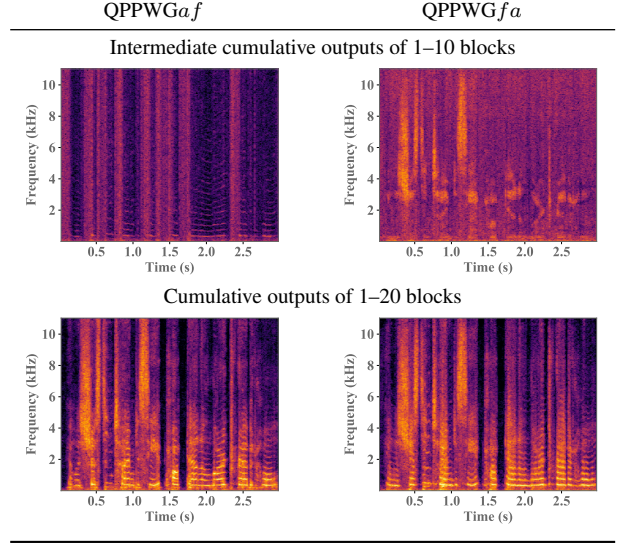 QPPWGaf QPPWGfa
Intermediate cumulative outputs of 1–10 blocks
10
8
6
4
2
Frequency (kHz)
0.5 1.0 1.5 2.0 2.5
Time (s)
10
8
6
4
2
Frequency (kHz)
0.5 1.0 1.5 2.0 2.5
Time (s)
Cumulative outputs of 1–20 blocks
10
8
6
4
2
Frequency (kHz)
0.5 1.0 1.5 2.0 2.5
Time (s)
10
8
6
4
2
Frequency (kHz)
0.5 1.0 1.5 2.0 2.5
Time (s)